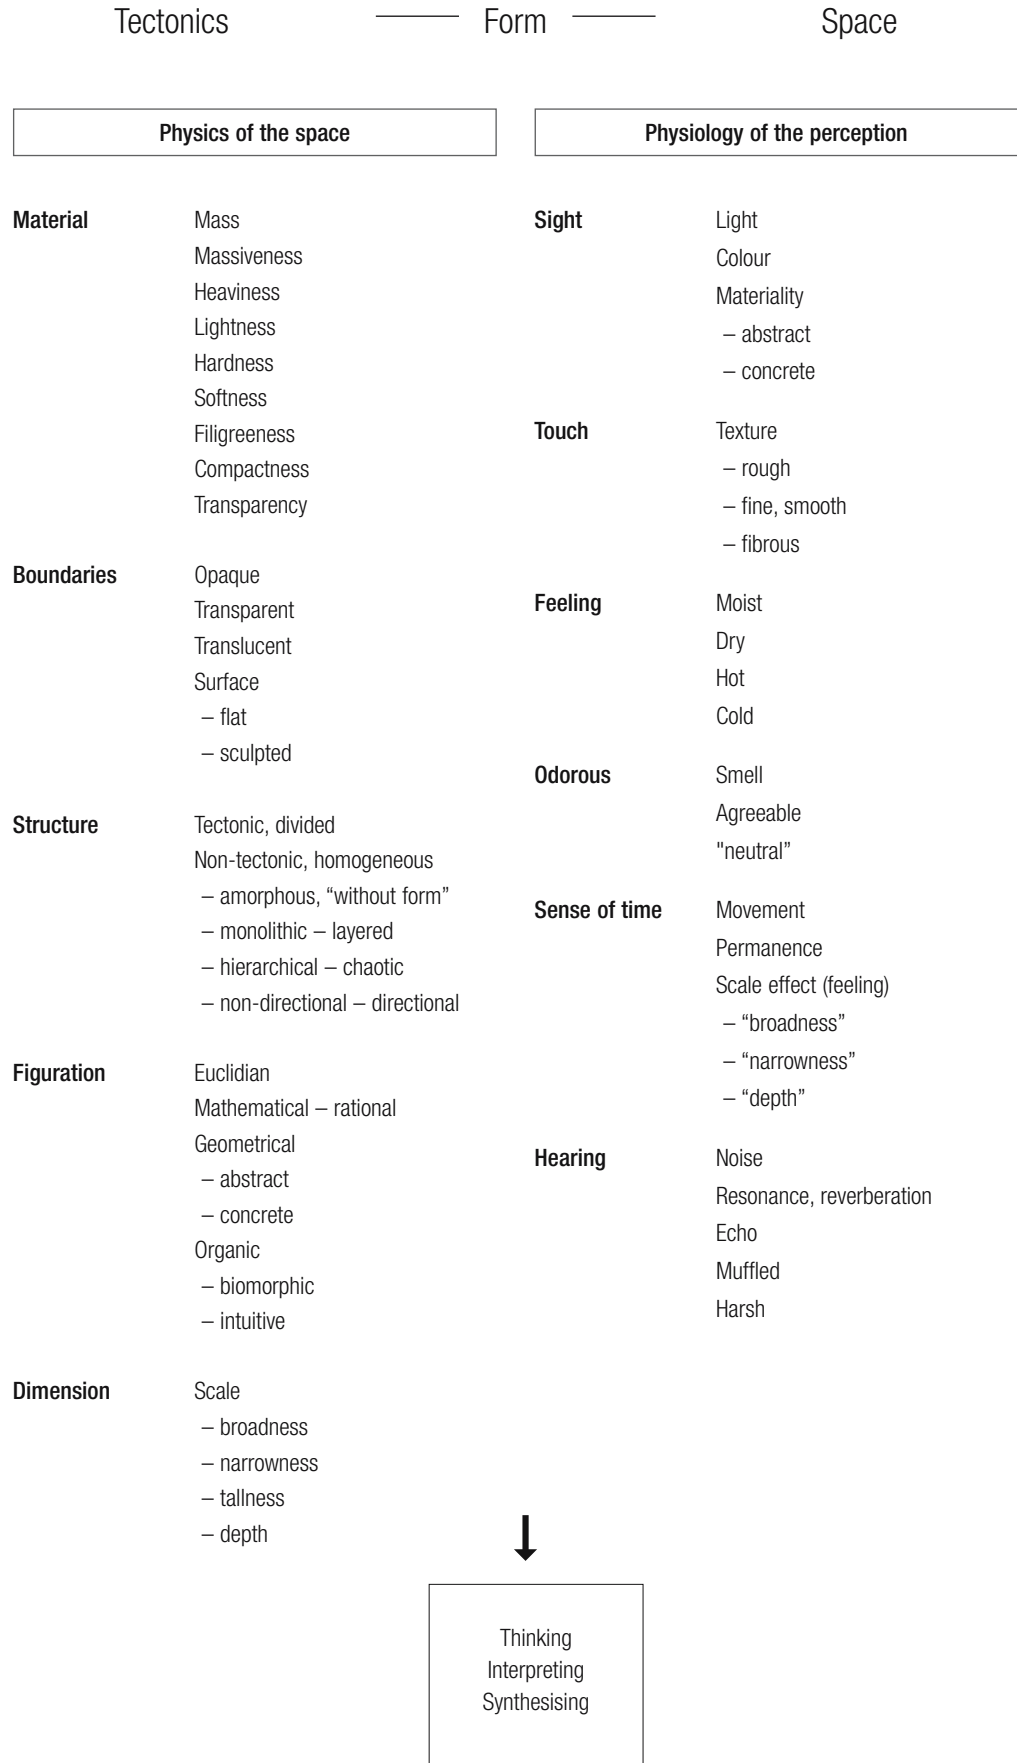 Tectonics — Form — Space
Physics of the space
Material Mass
Massiveness
Heaviness
Lightness
Hardness
Softness
Filigreeness
Compactness
Transparency
Boundaries Opaque
Transparent
Translucent
Surface
– flat
– sculpted
Structure Tectonic, divided
Non-tectonic, homogeneous
– amorphous, “without form”
– monolithic – layered
– hierarchical – chaotic
– non-directional – directional
Figuration Euclidian
Mathematical – rational
Geometrical
– abstract
– concrete
Organic
– biomorphic
– intuitive
Dimension Scale
– broadness
– narrowness
– tallness
– depth
Physiology of the perception
Sight Light
Colour
Materiality
– abstract
– concrete
Touch Texture
– rough
– fine, smooth
– fibrous
Feeling Moist
Dry
Hot
Cold
Odorous Smell
Agreeable
"neutral”
Sense of time Movement
Permanence
Scale effect (feeling)
– “broadness”
– “narrowness”
– “depth”
Hearing Noise
Resonance, reverberation
Echo
Muffled
Harsh
Thinking
Interpreting
Synthesising